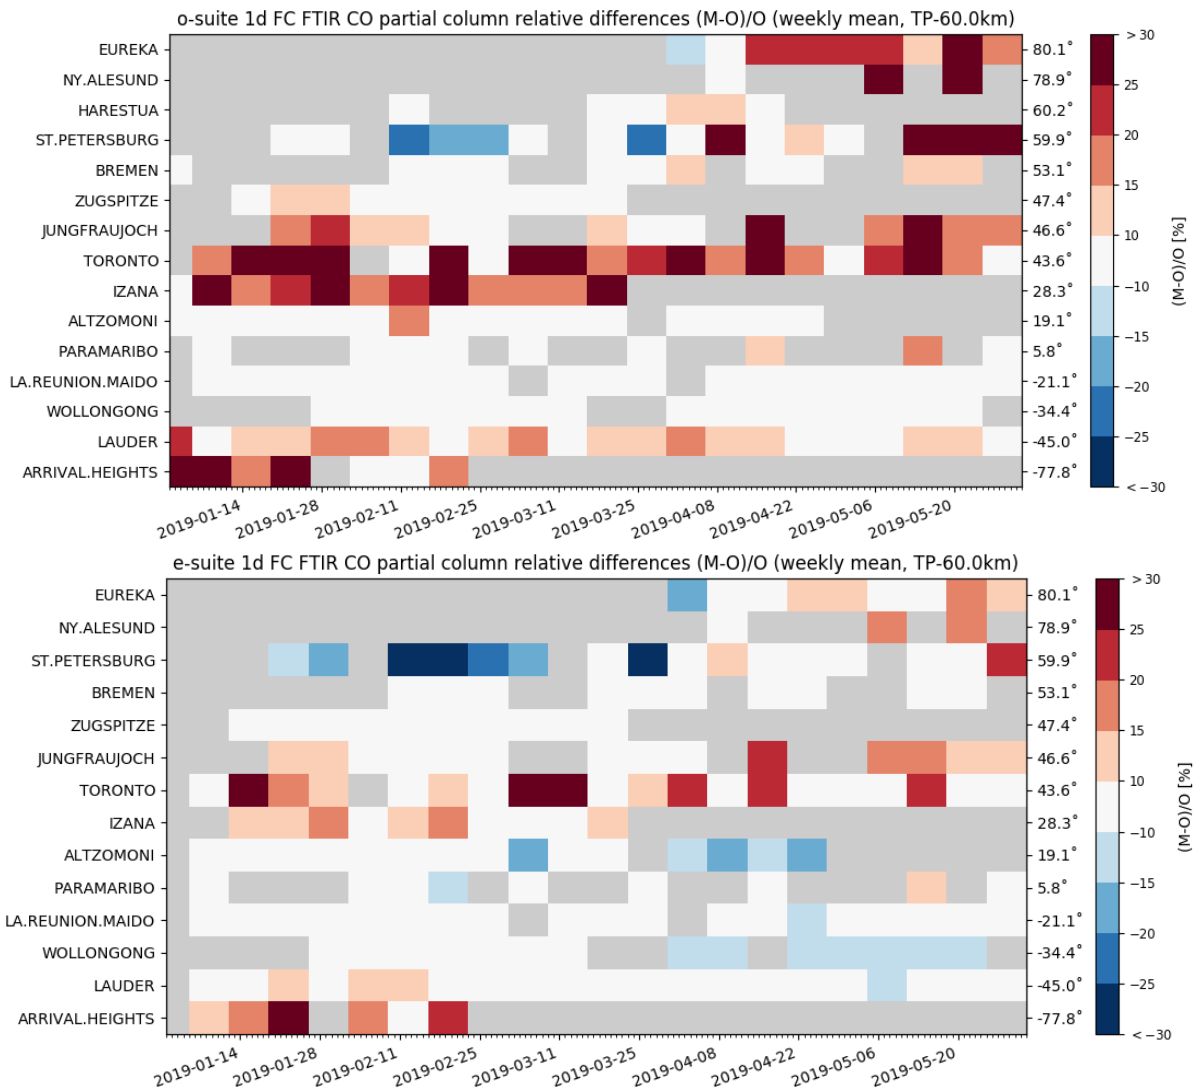 o-suite 1d FC FTIR CO partial column relative differences (M-O)/O (weekly mean, TP-60.0km)
EUREKA 80.1˚
NY.ALESUND 78.9˚
HARESTUA 60.2˚
ST.PETERSBURG 59.9˚
BREMEN 53.1˚
ZUGSPITZE 47.4˚
JUNGFRAUJOCH 46.6˚
TORONTO 43.6˚
IZANA 28.3˚
ALTZOMONI 19.1˚
PARAMARIBO 5.8˚
LA.REUNION.MAIDO -21.1˚
WOLLONGONG -34.4˚
LAUDER -45.0˚
ARRIVAL.HEIGHTS -77.8˚
2019-01-14 2019-01-28 2019-02-11 2019-02-25 2019-03-11 2019-03-25 2019-04-08 2019-04-22 2019-05-06 2019-05-20
> 30
25
20
15
10
−10
−15
−20
−25
< −30
(M-O)/O [%]
e-suite 1d FC FTIR CO partial column relative differences (M-O)/O (weekly mean, TP-60.0km)
EUREKA 80.1˚
NY.ALESUND 78.9˚
ST.PETERSBURG 59.9˚
BREMEN 53.1˚
ZUGSPITZE 47.4˚
JUNGFRAUJOCH 46.6˚
TORONTO 43.6˚
IZANA 28.3˚
ALTZOMONI 19.1˚
PARAMARIBO 5.8˚
LA.REUNION.MAIDO -21.1˚
WOLLONGONG -34.4˚
LAUDER -45.0˚
ARRIVAL.HEIGHTS -77.8˚
2019-01-14 2019-01-28 2019-02-11 2019-02-25 2019-03-11 2019-03-25 2019-04-08 2019-04-22 2019-05-06 2019-05-20
> 30
25
20
15
10
−10
−15
−20
−25
< −30
(M-O)/O [%]